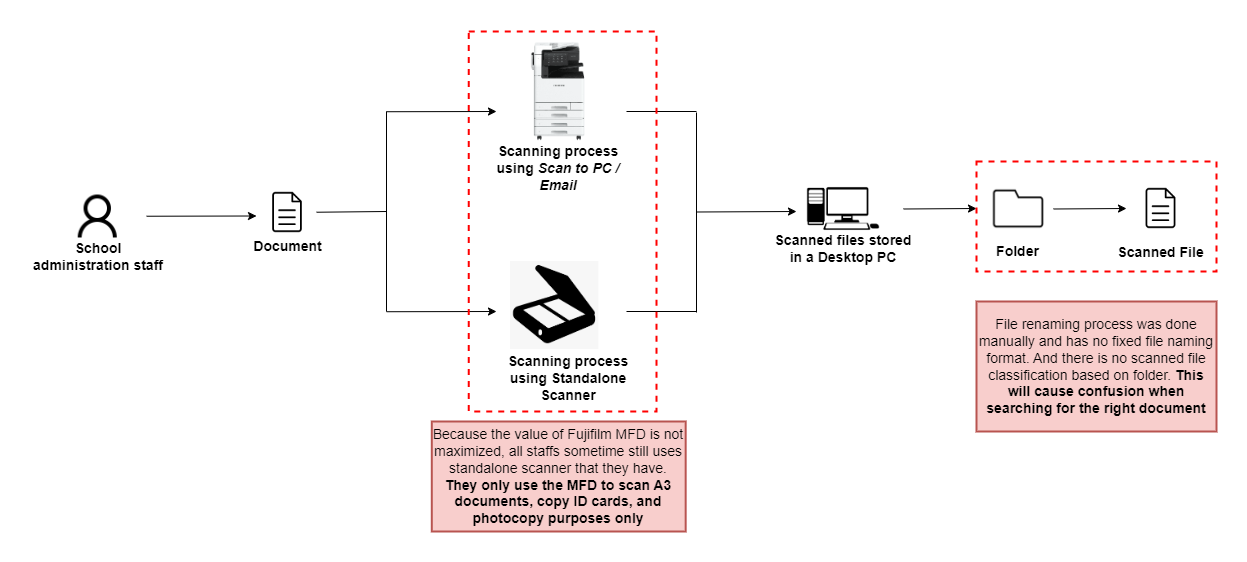 Scanning process
using Scan to PC /
Email
School
administration staff
Document
Scanned files stored
in a Desktop PC
Folder
Scanned File
Scanning process
using Standalone
Scanner
Because the value of Fujifilm MFD is not
maximized, all staffs sometime still uses
standalone scanner that they have.
They only use the MFD to scan A3
documents, copy ID cards, and
photocopy purposes only
File renaming process was done
manually and has no fixed file naming
format. And there is no scanned file
classification based on folder. This
will cause confusion when
searching for the right document